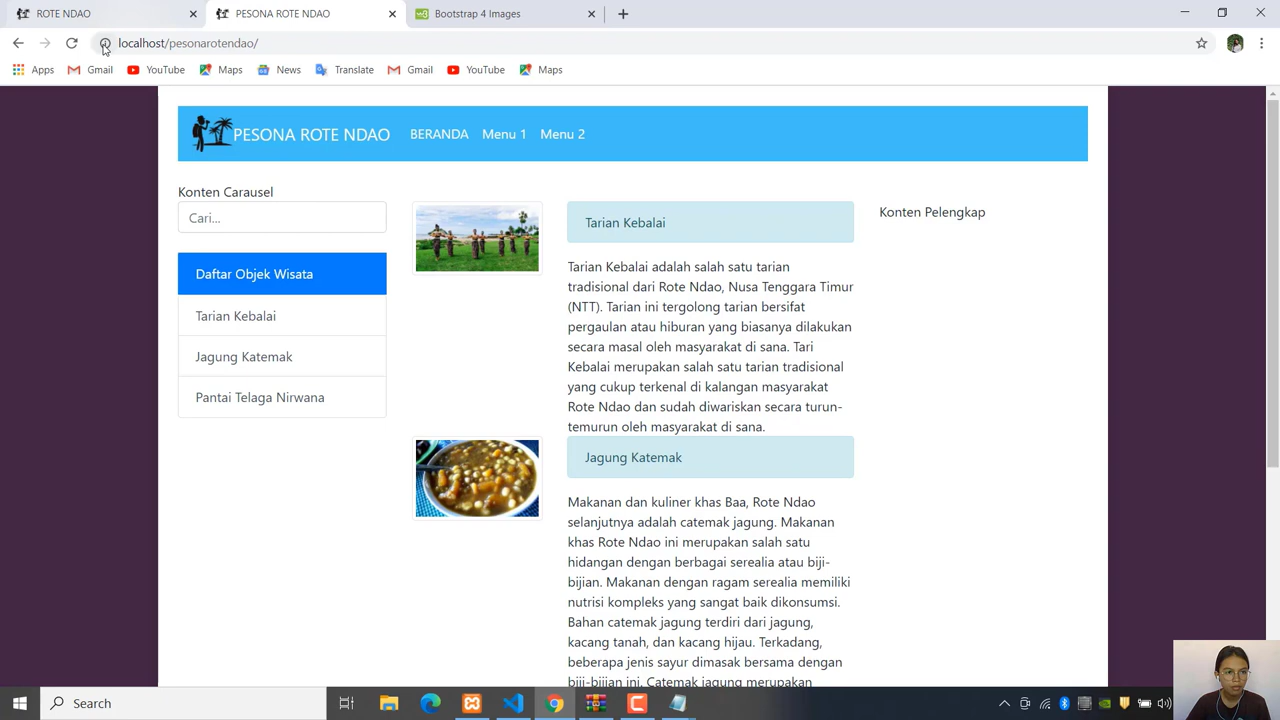 ROTE NDAO
PESONA ROTE NDAO
Bootstrap 4 Images
localhost/pesonarotendao/
Apps
Gmail
YouTube
Maps
News
Translate
Gmail
YouTube
Maps
PESONA ROTE NDAO
BERANDA
Menu 1
Menu 2
Konten Carausel
Cari...
Daftar Objek Wisata
Tarian Kebalai
Jagung Katemak
Pantai Telaga Nirwana
Tarian Kebalai
Tarian Kebalai adalah salah satu tarian
tradisional dari Rote Ndao, Nusa Tenggara Timur
(NTT). Tarian ini tergolong tarian bersifat
pergaulan atau hiburan yang biasanya dilakukan
secara masal oleh masyarakat di sana. Tari
Kebalai merupakan salah satu tarian tradisional
yang cukup terkenal di kalangan masyarakat
Rote Ndao dan sudah diwariskan secara turun-
temurun oleh masyarakat di sana.
Jagung Katemak
Makanan dan kuliner khas Baa, Rote Ndao
selanjutnya adalah catemak jagung. Makanan
khas Rote Ndao ini merupakan salah satu
hidangan dengan berbagai serealia atau biji-
bijian. Makanan dengan ragam serealia memiliki
nutrisi kompleks yang sangat baik dikonsumsi.
Bahan catemak jagung terdiri dari jagung,
kacang tanah, dan kacang hijau. Terkadang,
beberapa jenis sayur dimasak bersama dengan
biji-bijian ini. Catemak jagung merupakan
Konten Pelengkap
Search